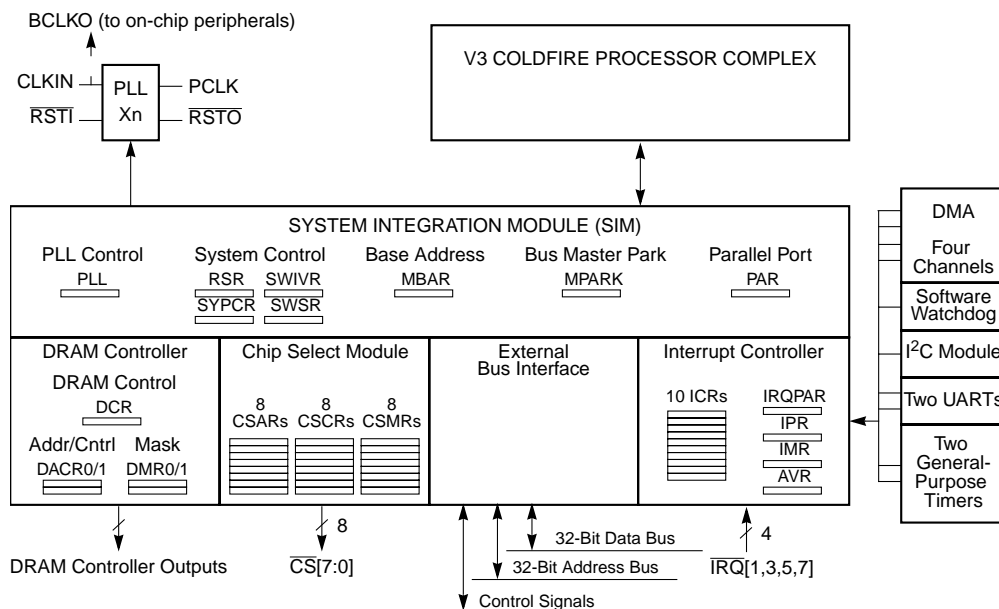 BCLKO (to on-chip peripherals)
CLKIN
PLL
Xn
PCLK
RSTI
RSTO
V3 COLDFIRE PROCESSOR COMPLEX
SYSTEM INTEGRATION MODULE (SIM)
PLL Control
System Control
Base Address
Bus Master Park
Parallel Port
PLL
RSR
SWIVR
MBAR
MPARK
PAR
SYPCR
SWSR
DRAM Controller
DRAM Control
DCR
Addr/Cntrl
Mask
DACR0/1
DMR0/1
Chip Select Module
8
CSARs
8
CSCRs
8
CSMRs
External
Bus Interface
Interrupt Controller
10 ICRs
IRQPAR
IPR
IMR
AVR
DMA
Four
Channels
Software
Watchdog
I2C Module
Two UARTs
Two
General-
Purpose
Timers
DRAM Controller Outputs
8
CS[7:0]
32-Bit Data Bus
32-Bit Address Bus
Control Signals
4
IRQ[1,3,5,7]